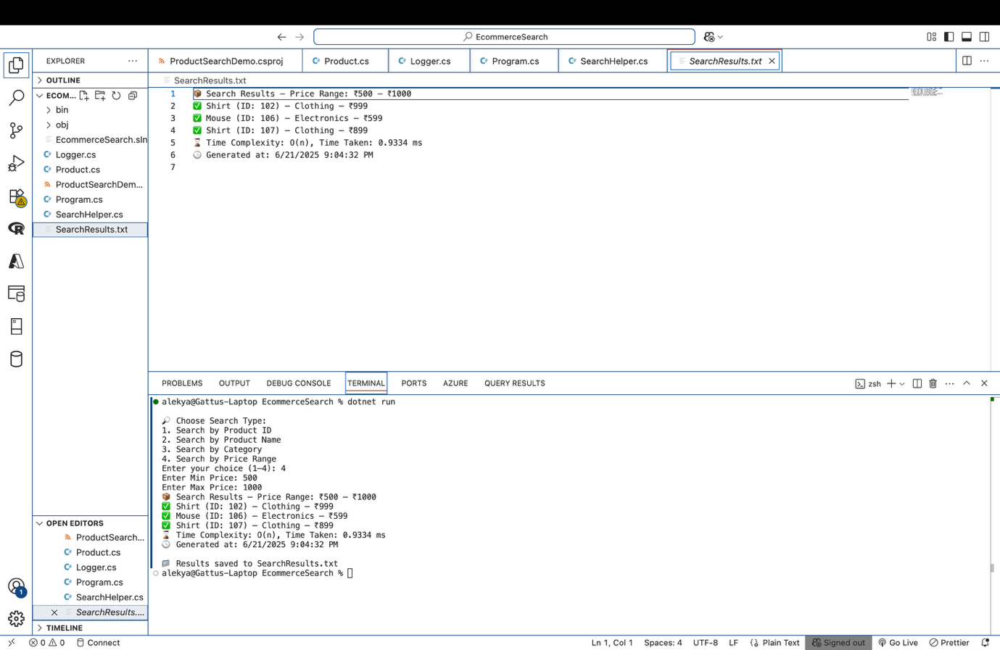 EcommerceSearch
EXPLORER
ProductSearchDemo.csproj
Product.cs
Logger.cs
Program.cs
SearchHelper.cs
SearchResults.txt
OUTLINE
ECOM...
bin
obj
EcommerceSearch.sln
Logger.cs
Product.cs
ProductSearchDem...
Program.cs
SearchHelper.cs
SearchResults.txt
OPEN EDITORS
ProductSearch...
Product.cs
Logger.cs
Program.cs
SearchHelper.cs
SearchResults....
TIMELINE
SearchResults.txt
1 📦 Search Results – Price Range: ₹500 – ₹1000
2 ✅ Shirt (ID: 102) – Clothing – ₹999
3 ✅ Mouse (ID: 106) – Electronics – ₹599
4 ✅ Shirt (ID: 107) – Clothing – ₹899
5 ⌛ Time Complexity: O(n), Time Taken: 0.9334 ms
6 🕒 Generated at: 6/21/2025 9:04:32 PM
7
PROBLEMS OUTPUT DEBUG CONSOLE TERMINAL PORTS AZURE QUERY RESULTS
zsh
alekya@Gattus-Laptop EcommerceSearch % dotnet run
🔎 Choose Search Type:
1. Search by Product ID
2. Search by Product Name
3. Search by Category
4. Search by Price Range
Enter your choice (1–4): 4
Enter Min Price: 500
Enter Max Price: 1000
📦 Search Results – Price Range: ₹500 – ₹1000
✅ Shirt (ID: 102) – Clothing – ₹999
✅ Mouse (ID: 106) – Electronics – ₹599
✅ Shirt (ID: 107) – Clothing – ₹899
⌛ Time Complexity: O(n), Time Taken: 0.9334 ms
🕒 Generated at: 6/21/2025 9:04:32 PM
📁 Results saved to SearchResults.txt
alekya@Gattus-Laptop EcommerceSearch %
1
0 0 Connect
Ln 1, Col 1 Spaces: 4 UTF-8 LF Plain Text Signed out Go Live Prettier